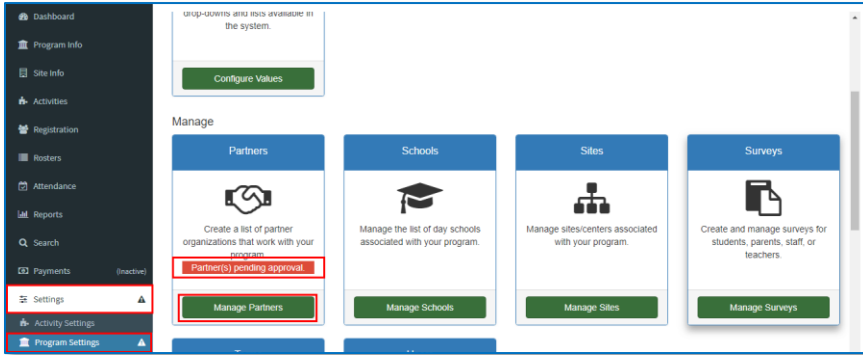 Dashboard
Program Info
Site Info
Activities
Registration
Rosters
Attendance
Reports
Search
Payments (Inactive)
Settings
Activity Settings
Program Settings
drop-downs and lists available in
the system.
Configure Values
Manage
Partners
Create a list of partner
organizations that work with your
program.
Partner(s) pending approval.
Manage Partners
Schools
Manage the list of day schools
associated with your program.
Manage Schools
Sites
Manage sites/centers associated
with your program.
Manage Sites
Surveys
Create and manage surveys for
students, parents, staff, or
teachers.
Manage Surveys